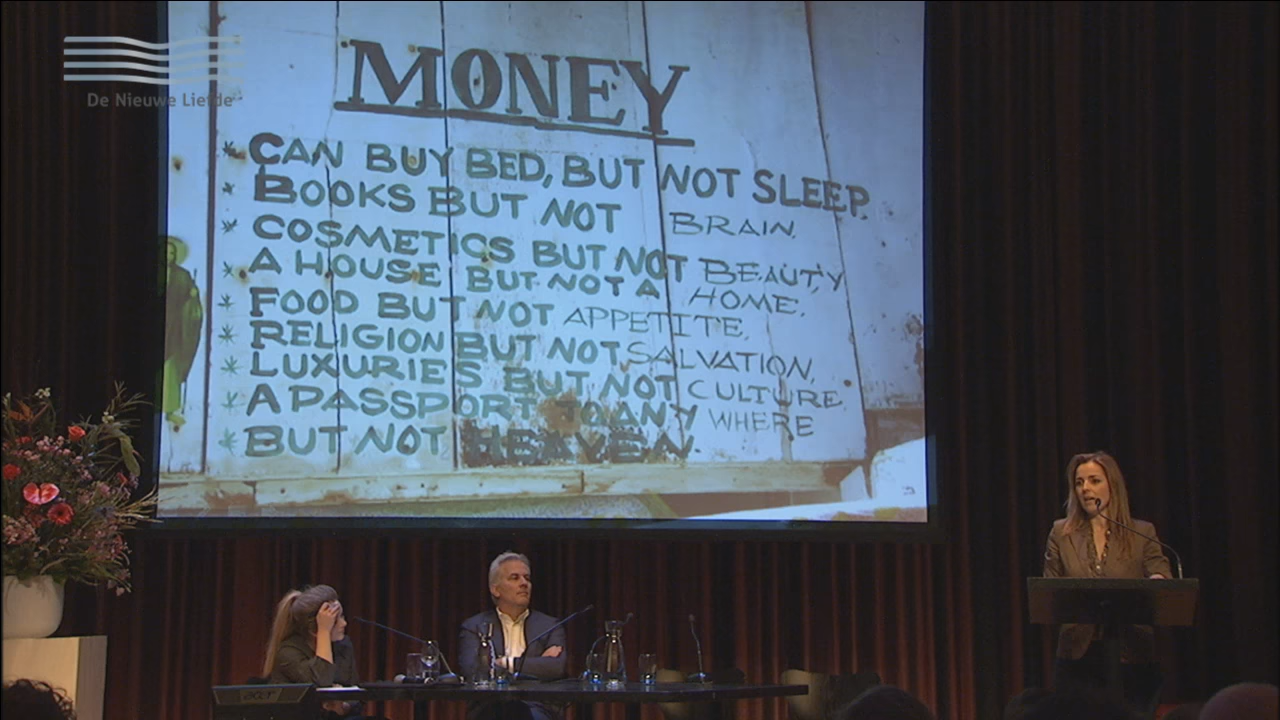 De Nieuwe Liefde
MONEY
* CAN BUY BED, BUT NOT SLEEP.
* BOOKS BUT NOT BRAIN.
* COSMETICS BUT NOT BEAUTY
* A HOUSE BUT NOT A HOME.
* FOOD BUT NOT APPETITE.
* RELIGION BUT NOT SALVATION.
* LUXURIES BUT NOT CULTURE.
* A PASSPORT TO ANY WHERE
* BUT NOT HEAVEN.
acer